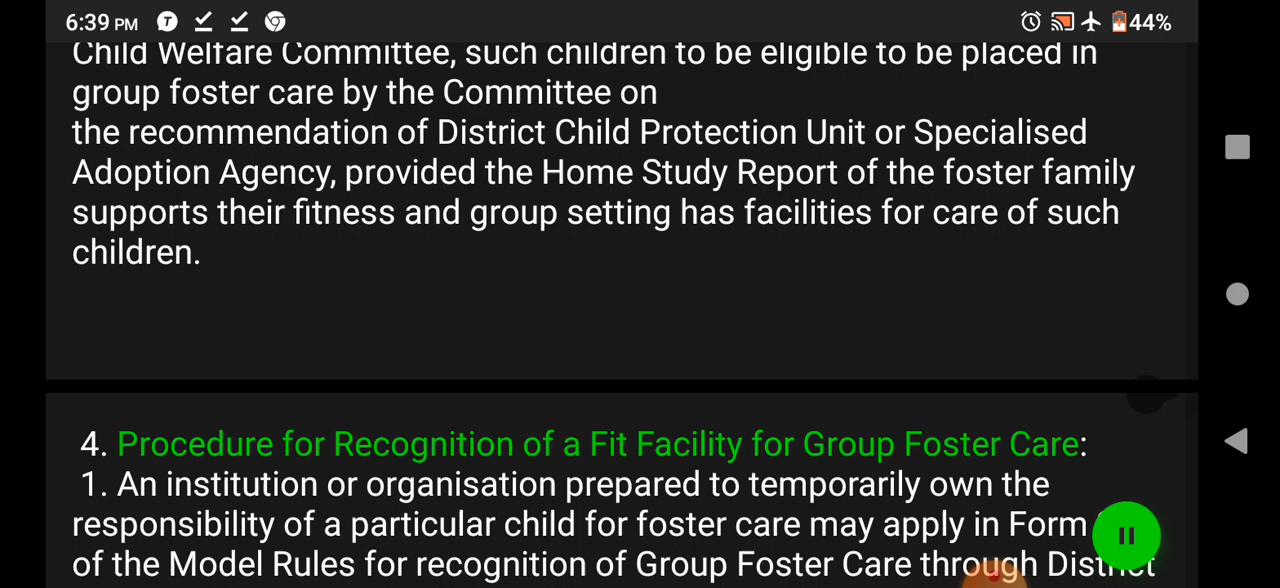 6:39 PM
44%
Child Welfare Committee, such children to be eligible to be placed in
group foster care by the Committee on
the recommendation of District Child Protection Unit or Specialised
Adoption Agency, provided the Home Study Report of the foster family
supports their fitness and group setting has facilities for care of such
children.
4. Procedure for Recognition of a Fit Facility for Group Foster Care:
1. An institution or organisation prepared to temporarily own the
responsibility of a particular child for foster care may apply in Form
of the Model Rules for recognition of Group Foster Care through District